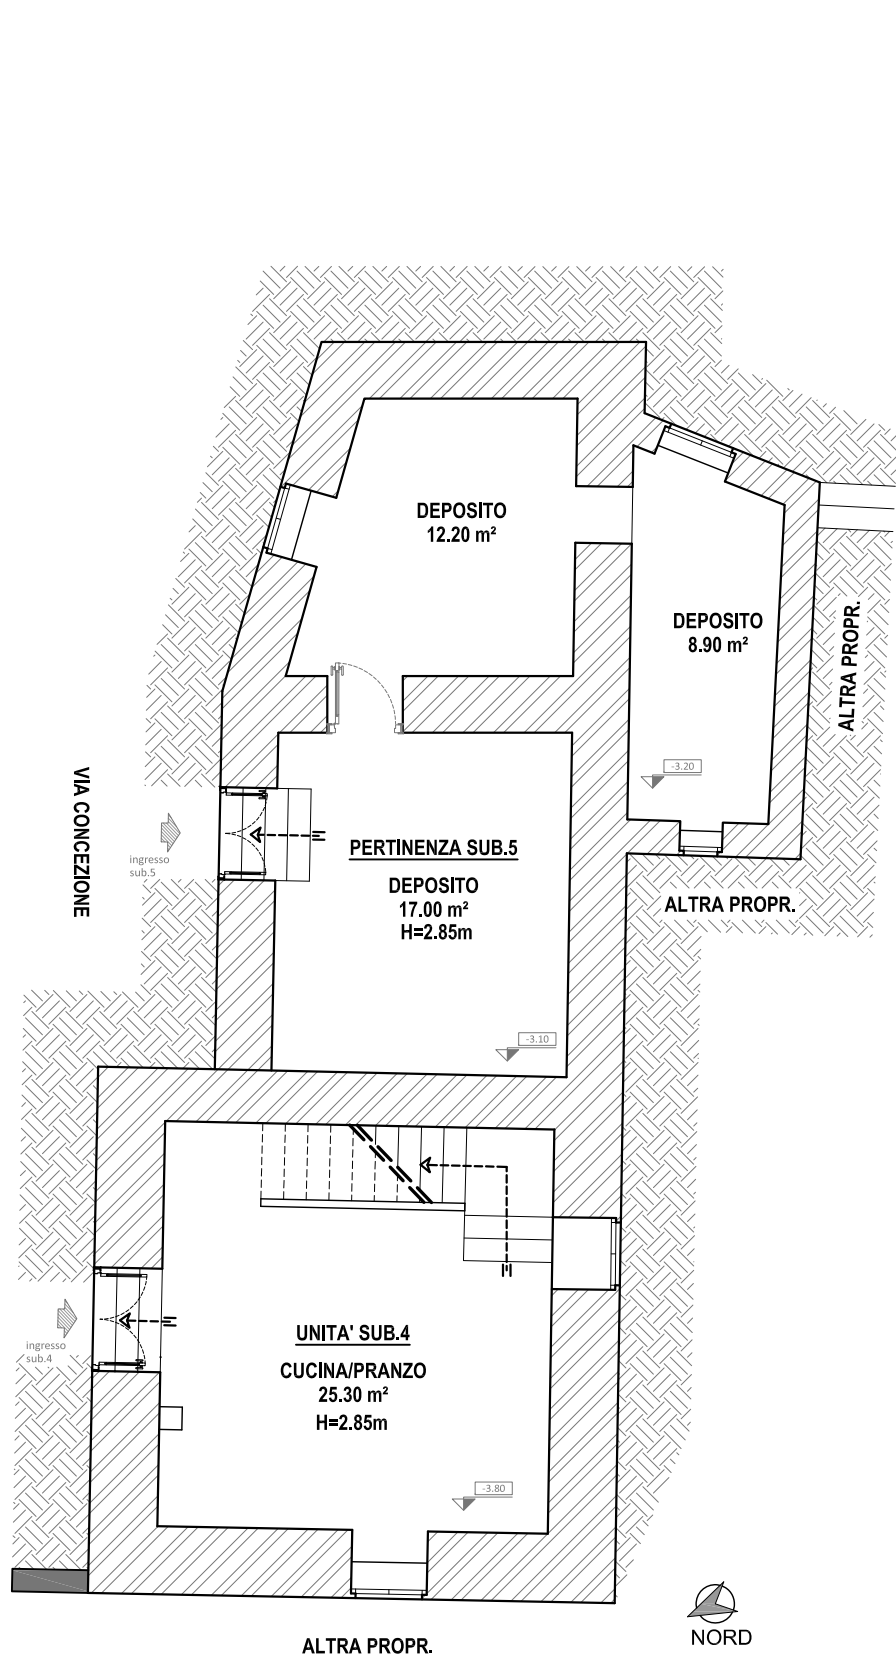 DEPOSITO
12.20 m²
DEPOSITO
8.90 m²
ALTRA PROPR.
-3.20
VIA CONCEZIONE
ingresso
sub.5
PERTINENZA SUB.5
DEPOSITO
17.00 m²
H=2.85m
ALTRA PROPR.
-3.10
ingresso
sub.4
UNITA' SUB.4
CUCINA/PRANZO
25.30 m²
H=2.85m
-3.80
ALTRA PROPR.
NORD